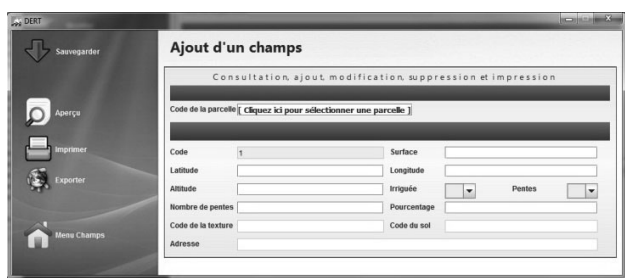 DERT
Sauvegarder
Aperçu
Imprimer
Exporter
Menu Champs
Ajout d'un champs
Consultation, ajout, modification, suppression et impression
Code de la parcelle [ Cliquez ici pour sélectionner une parcelle ]
Code 1 Surface
Latitude Longitude
Altitude Irriguée Pentes
Nombre de pentes Pourcentage
Code de la texture Code du sol
Adresse